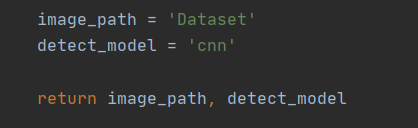 image_path = 'Dataset'
detect_model = 'cnn'
return image_path, detect_model